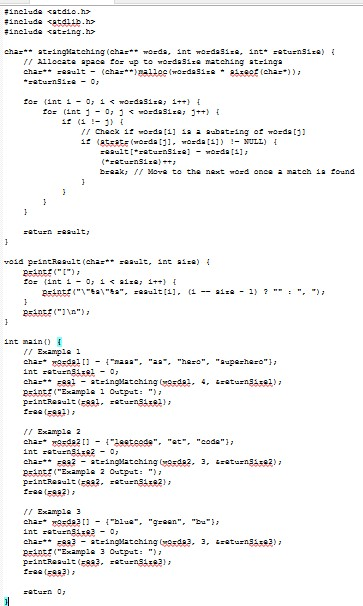 #include <stdio.h>
#include <stdlib.h>
#include <string.h>

char** stringMatching(char** words, int wordsSize, int* returnSize) {
    // Allocate space for up to wordsSize matching strings
    char** result = (char**)malloc(wordsSize * sizeof(char*));
    *returnSize = 0;

    for (int i = 0; i < wordsSize; i++) {
        for (int j = 0; j < wordsSize; j++) {
            if (i != j) {
                // Check if words[i] is a substring of words[j]
                if (strstr(words[j], words[i]) != NULL) {
                    result[*returnSize] = words[i];
                    (*returnSize)++;
                    break; // Move to the next word once a match is found
                }
            }
        }
    }

    return result;
}

void printResult(char** result, int size) {
    printf("[");
    for (int i = 0; i < size; i++) {
        printf("\"%s\"%s", result[i], (i == size - 1) ? "" : ", ");
    }
    printf("]\n");
}

int main() {
    // Example 1
    char* words1[] = {"mass", "as", "hero", "superhero"};
    int returnSize1 = 0;
    char** res1 = stringMatching(words1, 4, &returnSize1);
    printf("Example 1 Output: ");
    printResult(res1, returnSize1);
    free(res1);

    // Example 2
    char* words2[] = {"leetcode", "et", "code"};
    int returnSize2 = 0;
    char** res2 = stringMatching(words2, 3, &returnSize2);
    printf("Example 2 Output: ");
    printResult(res2, returnSize2);
    free(res2);

    // Example 3
    char* words3[] = {"blue", "green", "bu"};
    int returnSize3 = 0;
    char** res3 = stringMatching(words3, 3, &returnSize3);
    printf("Example 3 Output: ");
    printResult(res3, returnSize3);
    free(res3);

    return 0;
}